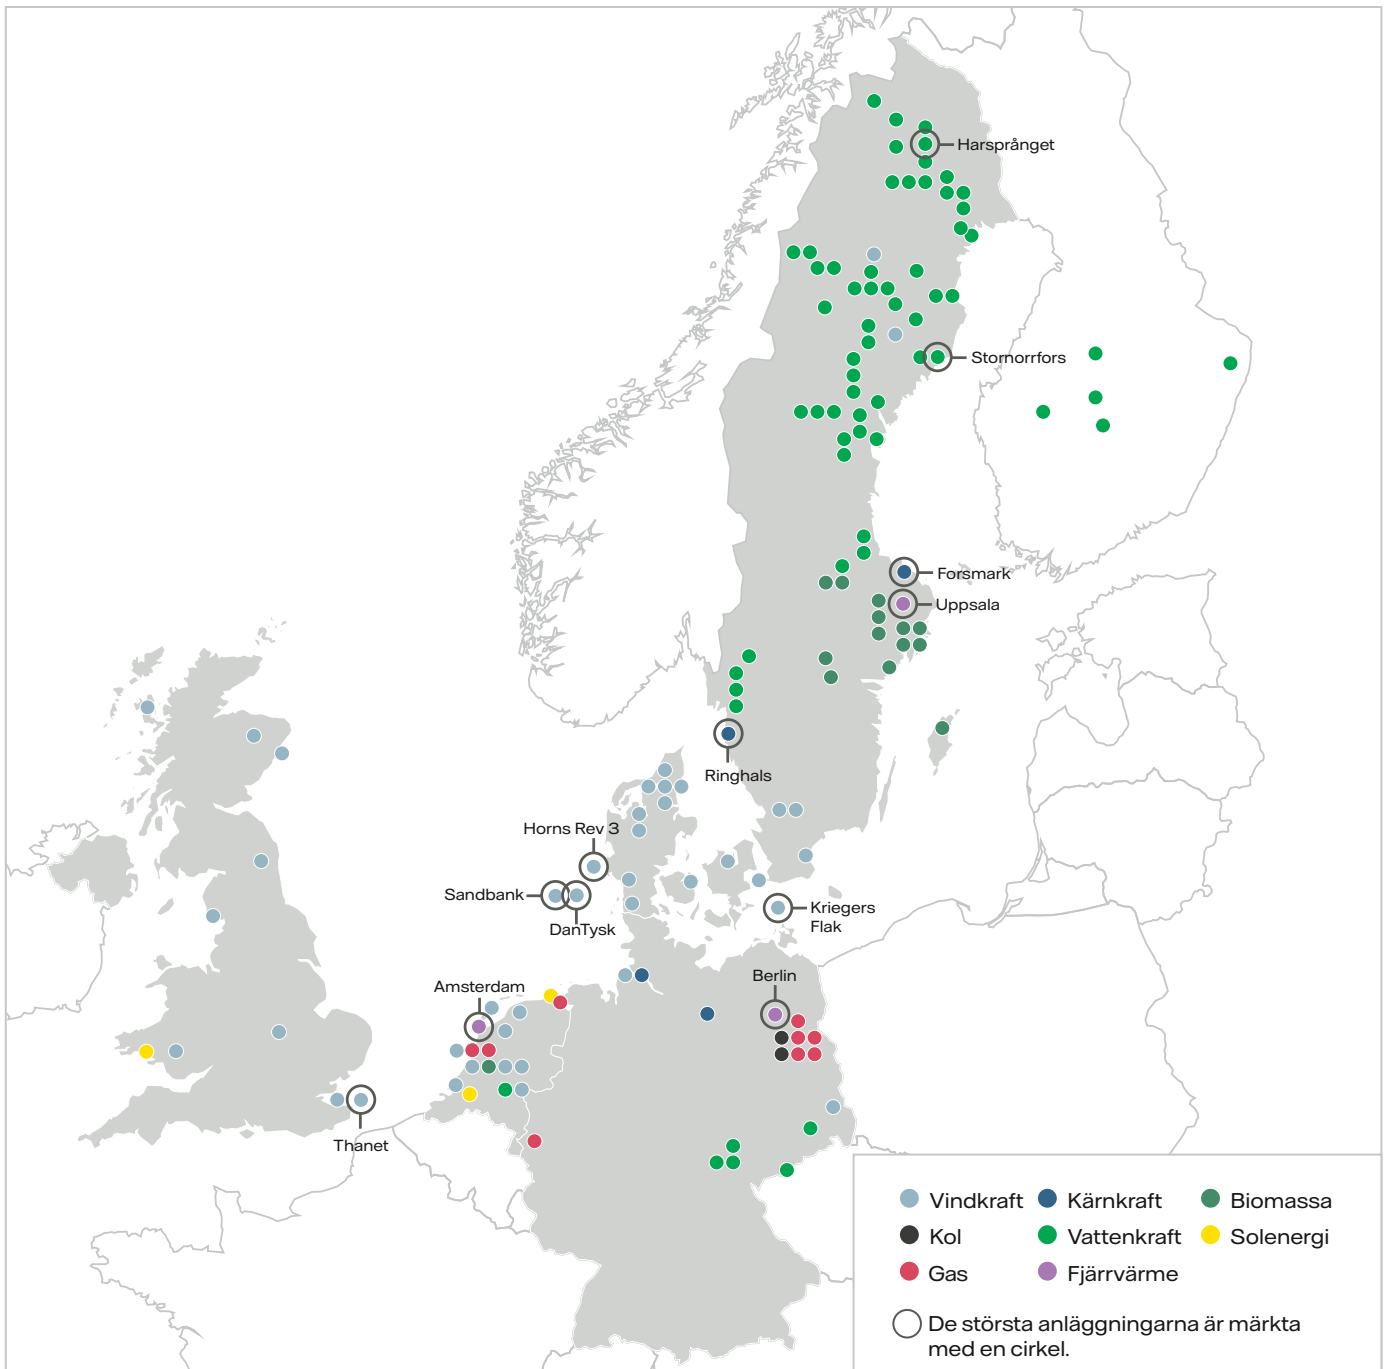 Harsprånget
Stornorrfors
Forsmark
Uppsala
Ringhals
Horns Rev 3
Sandbank
DanTysk
Kriegers
Flak
Amsterdam
Berlin
Thanet
Vindkraft
Kärnkraft
Biomassa
Kol
Vattenkraft
Solenergi
Gas
Fjärrvärme
De största anläggningarna är märkta
med en cirkel.